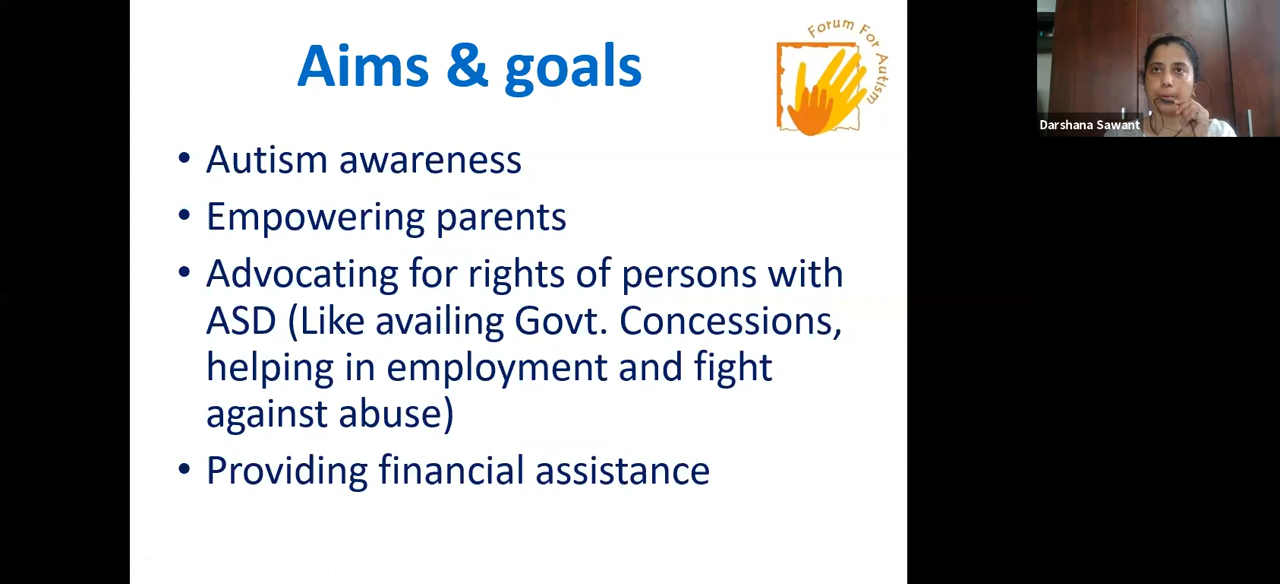 Aims & goals
Forum For Autism
• Autism awareness
• Empowering parents
• Advocating for rights of persons with
ASD (Like availing Govt. Concessions,
helping in employment and fight
against abuse)
• Providing financial assistance
Darshana Sawant